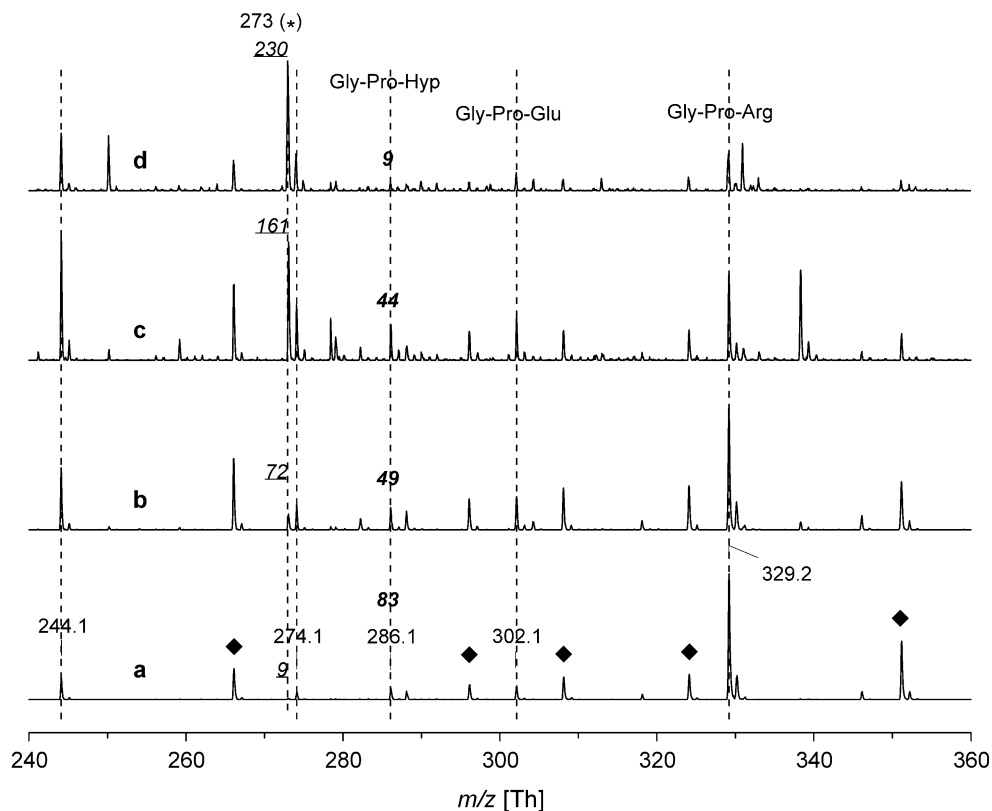 273 (*)
230
Gly-Pro-Hyp
Gly-Pro-Glu
Gly-Pro-Arg
d
9
161
c
44
72
b
49
329.2
83
244.1
274.1
286.1
302.1
a
9
240
260
280
300
320
340
360
m/z [Th]